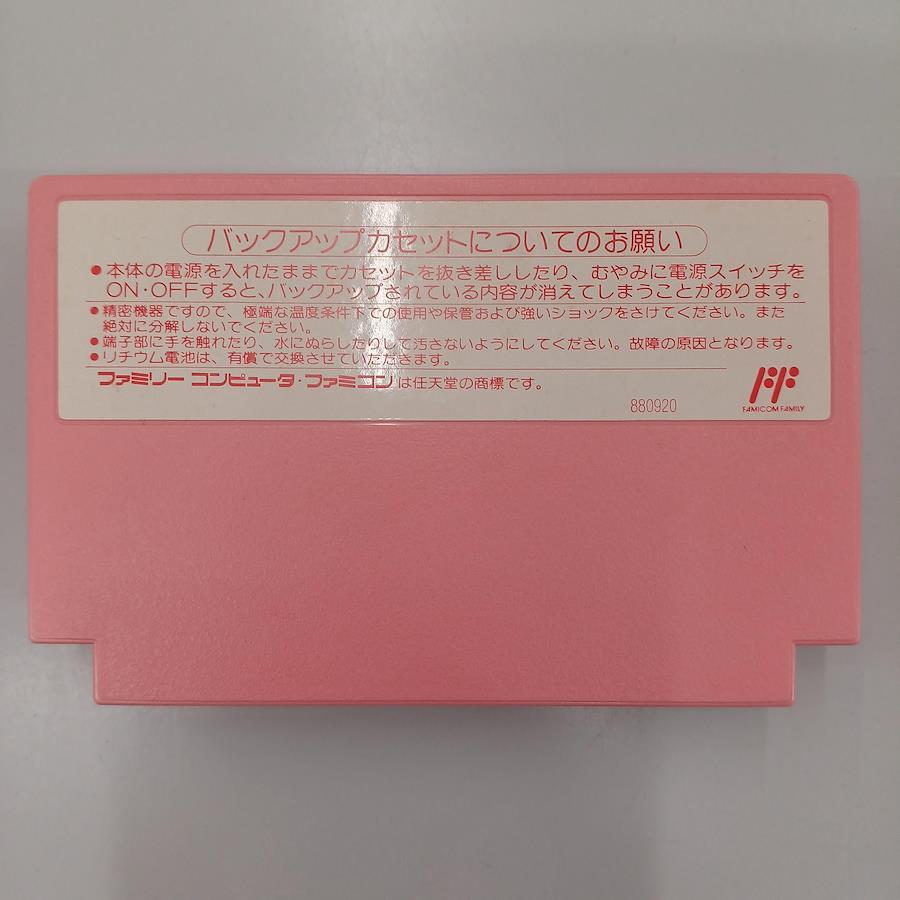 バックアップカセットについてのお願い
●本体の電源を入れたままでカセットを抜き差ししたり、むやみに電源スイッチを
ON・OFFすると、バックアップされている内容が消えてしまうことがあります。
●精密機器ですので、極端な温度条件下での使用や保管および強いショックをさけてください。また
絶対に分解しないでください。
●端子部に手を触れたり、水にぬらしたりして汚さないようにしてください。故障の原因となります。
●リチウム電池は、有償で交換させていただきます。
ファミリー コンピュータ・ファミコンは任天堂の商標です。
880920
FAMICOM FAMILY